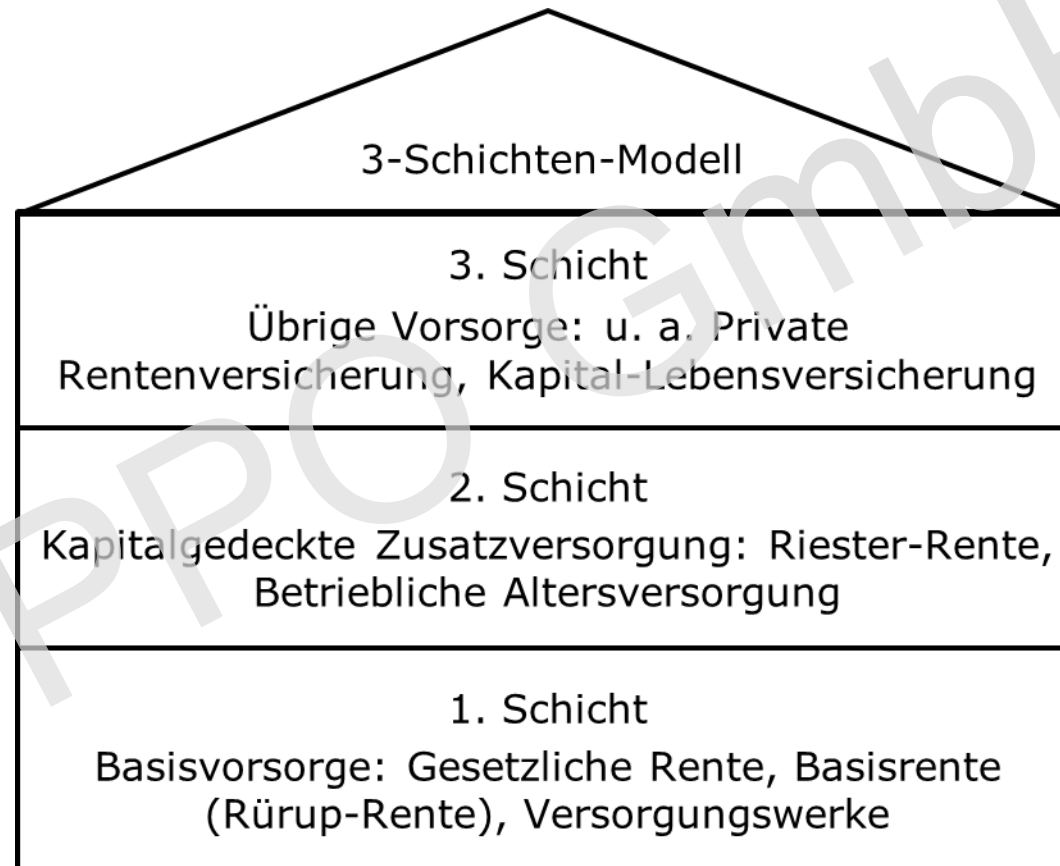 3-Schichten-Modell
3. Schicht
Übrige Vorsorge: u. a. Private
Rentenversicherung, Kapital-Lebensversicherung
2. Schicht
Kapitalgedeckte Zusatzversorgung: Riester-Rente,
Betriebliche Altersversorgung
1. Schicht
Basisvorsorge: Gesetzliche Rente, Basisrente
(Rürup-Rente), Versorgungswerke
PPO Gmb